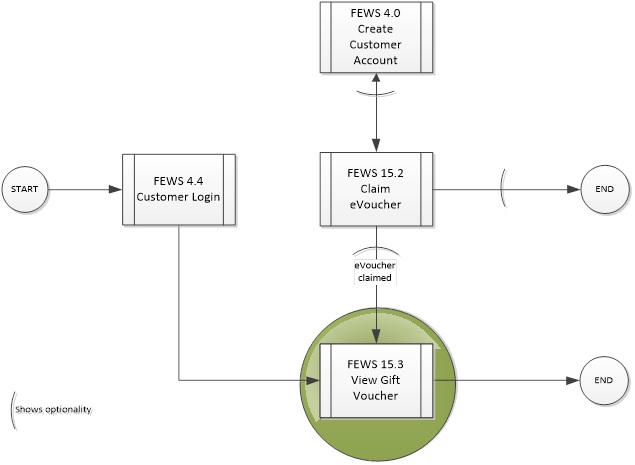 FEWS 4.0
Create
Customer
Account
START
FEWS 4.4
Customer Login
FEWS 15.2
Claim
eVoucher
END
eVoucher
claimed
FEWS 15.3
View Gift
Voucher
END
Shows optionality